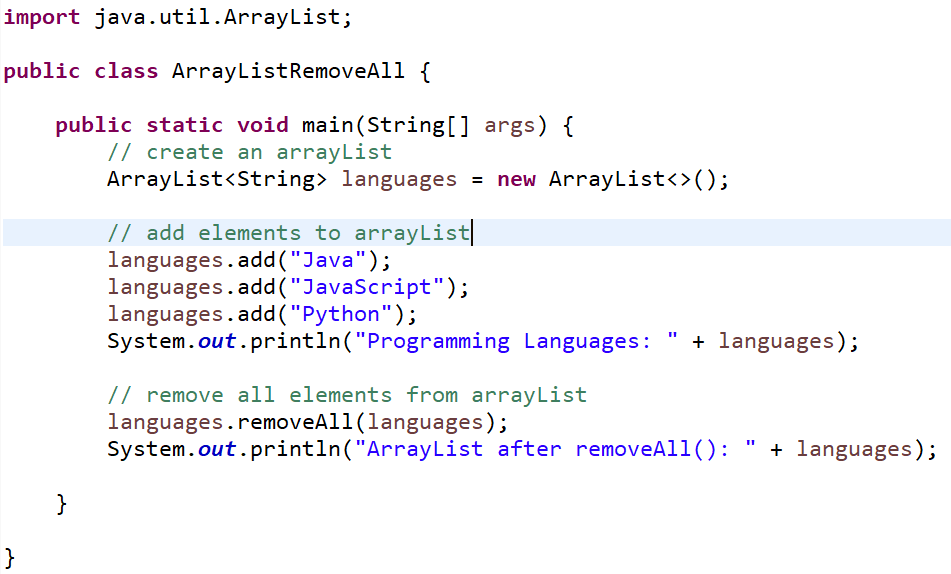 import java.util.ArrayList;

public class ArrayListRemoveAll {

    public static void main(String[] args) {
        // create an arrayList
        ArrayList<String> languages = new ArrayList<>();

        // add elements to arrayList
        languages.add("Java");
        languages.add("JavaScript");
        languages.add("Python");
        System.out.println("Programming Languages: " + languages);

        // remove all elements from arrayList
        languages.removeAll(languages);
        System.out.println("ArrayList after removeAll(): " + languages);

    }

}